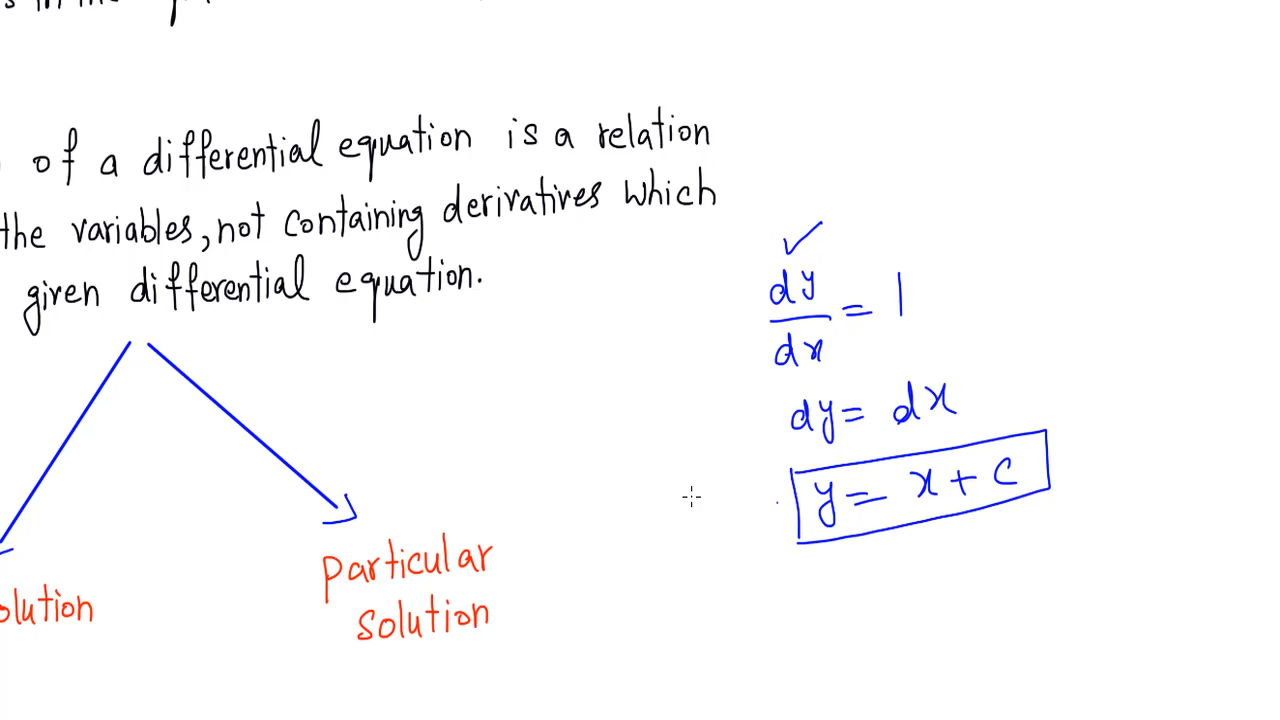 of a differential equation is a relation
the variables, not containing derivatives which
given differential equation.
dy/dx = 1
dy = dx
y = x + c
Particular
solution
olution